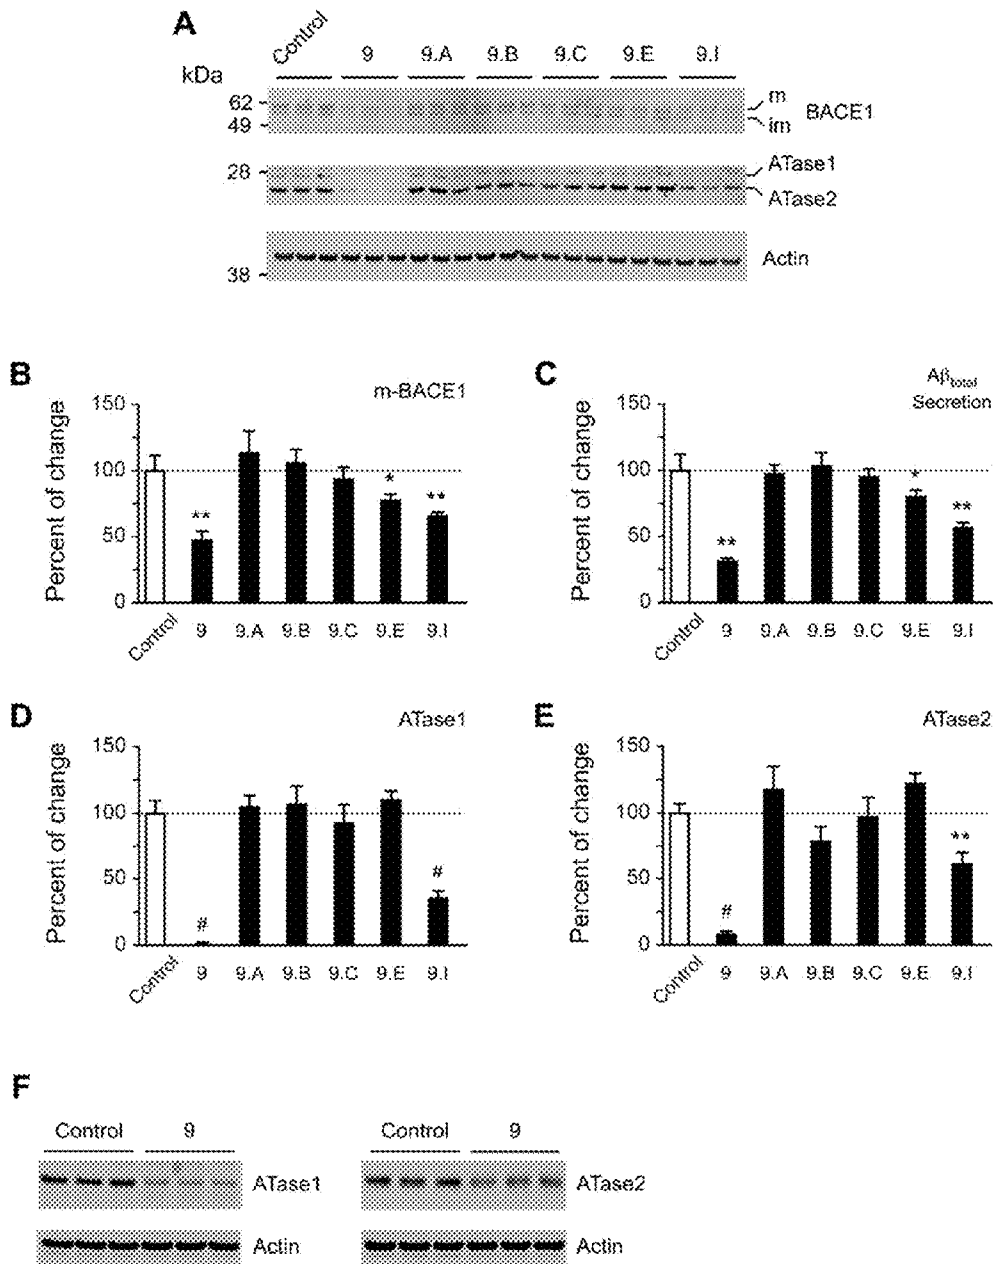 A
Control 9 9.A 9.B 9.C 9.E 9.I
kDa
62
49
m
im
BACE1
28
ATase1
ATase2
38
Actin
B
m-BACE1
Percent of change
150
100
50
0
** * **
Control 9 9.A 9.B 9.C 9.E 9.I
C
Aβtotal
Secretion
Percent of change
150
100
50
0
** * **
Control 9 9.A 9.B 9.C 9.E 9.I
D
ATase1
Percent of change
150
100
50
0
# #
Control 9 9.A 9.B 9.C 9.E 9.I
E
ATase2
Percent of change
150
100
50
0
# **
Control 9 9.A 9.B 9.C 9.E 9.I
F
Control 9
ATase1
Actin
Control 9
ATase2
Actin